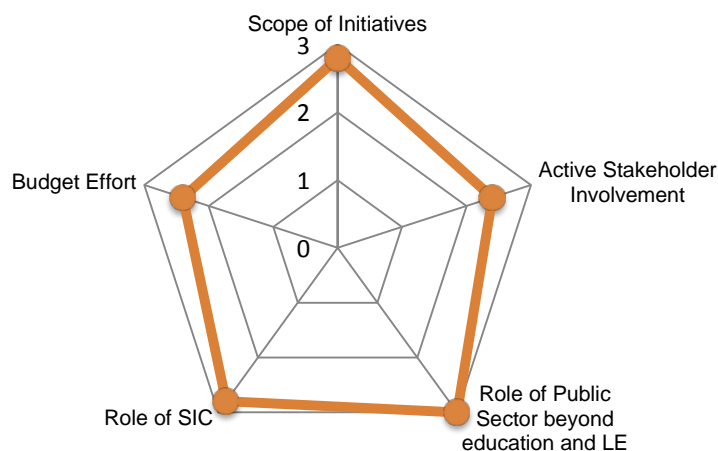 Scope of Initiatives
3
2
1
0
Active Stakeholder
Involvement
Budget Effort
Role of SIC
Role of Public
Sector beyond
education and LE